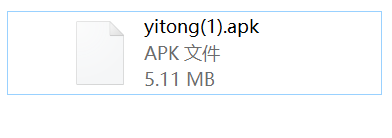 yitong(1).apk
APK 文件
5.11 MB